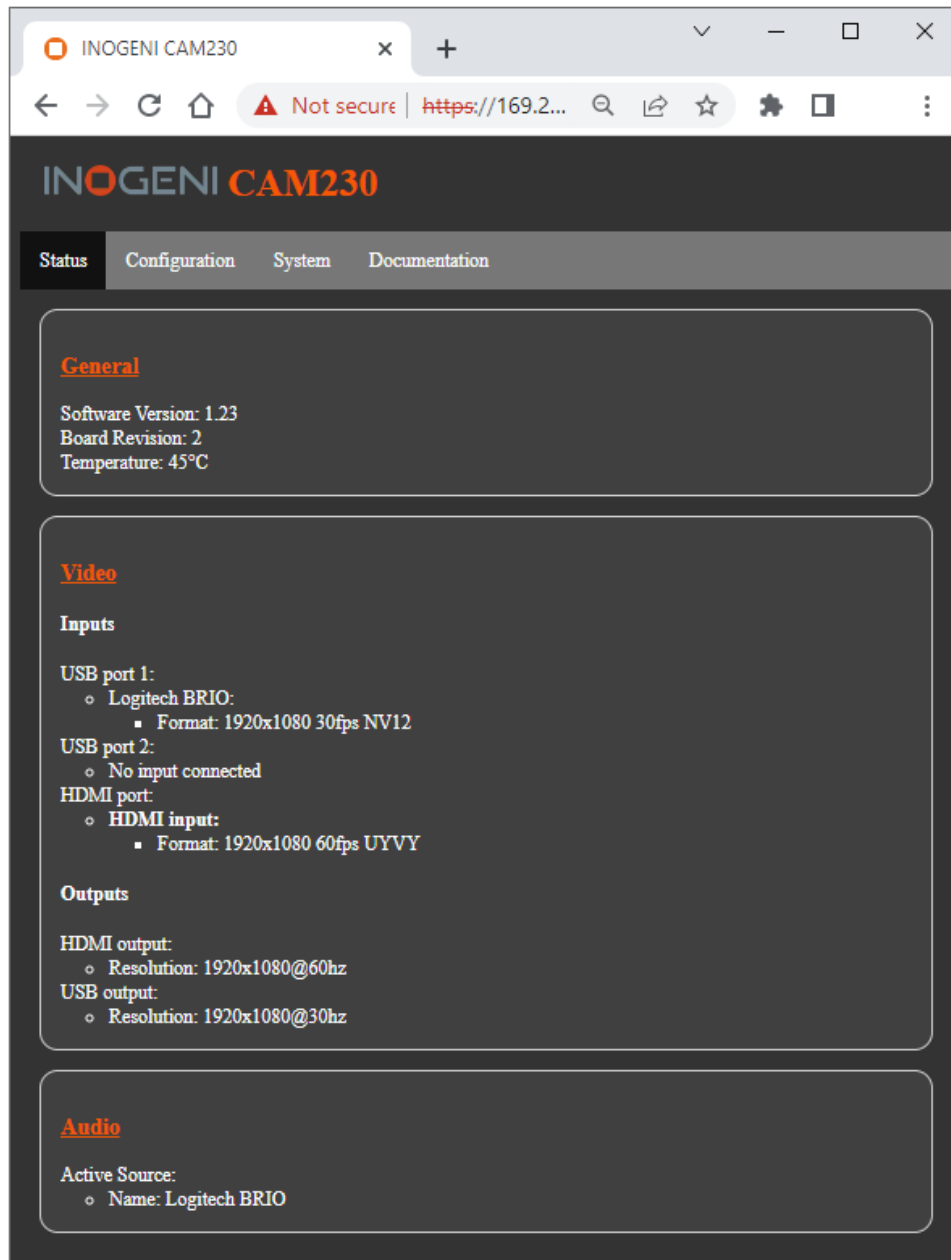 INOGENI CAM230
Not secure https://169.2...
INOGENI CAM230
Status Configuration System Documentation
General
Software Version: 1.23
Board Revision: 2
Temperature: 45°C
Video
Inputs
USB port 1:
Logitech BRIO:
Format: 1920x1080 30fps NV12
USB port 2:
No input connected
HDMI port:
HDMI input:
Format: 1920x1080 60fps UYVY
Outputs
HDMI output:
Resolution: 1920x1080@60hz
USB output:
Resolution: 1920x1080@30hz
Audio
Active Source:
Name: Logitech BRIO